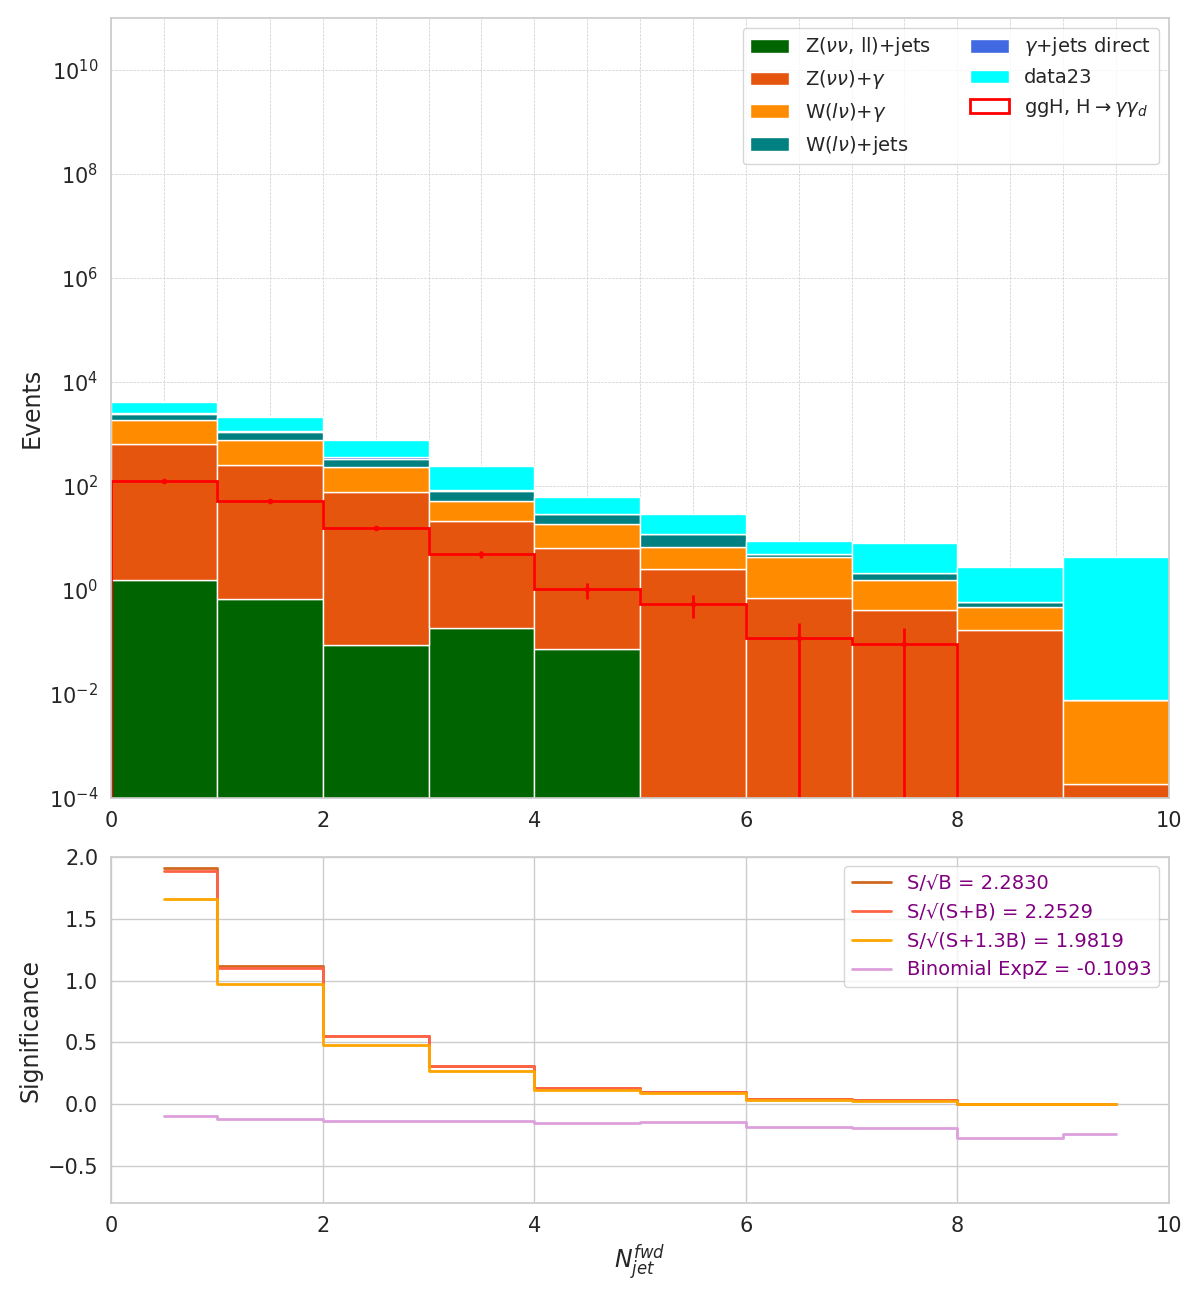 Z(νν, ll)+jets
Z(νν)+γ
W(lν)+γ
W(lν)+jets
γ+jets direct
data23
ggH, H→γγ_d
10^10
10^8
10^6
10^4
10^2
10^0
10^−2
10^−4
Events
0 2 4 6 8 10
S/√B = 2.2830
S/√(S+B) = 2.2529
S/√(S+1.3B) = 1.9819
Binomial ExpZ = -0.1093
2.0
1.5
1.0
0.5
0.0
−0.5
Significance
0 2 4 6 8 10
N_jet^fwd